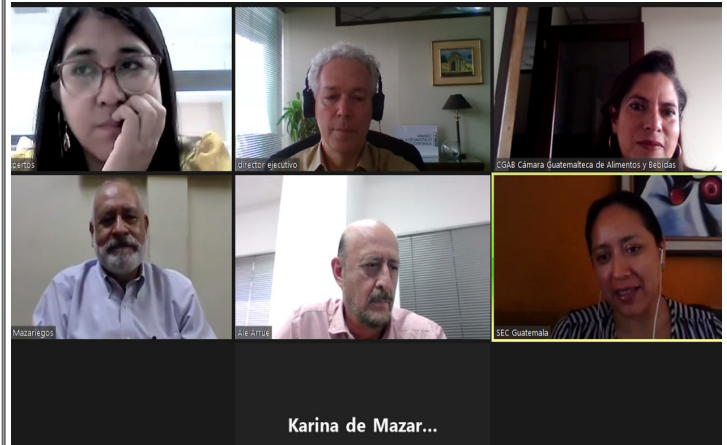 pertos
director ejecutivo
CGAB Cámara Guatemalteca de Alimentos y Bebidas
Mazariegos
Ale Arrue
SEC Guatemala
Karina de Mazar...